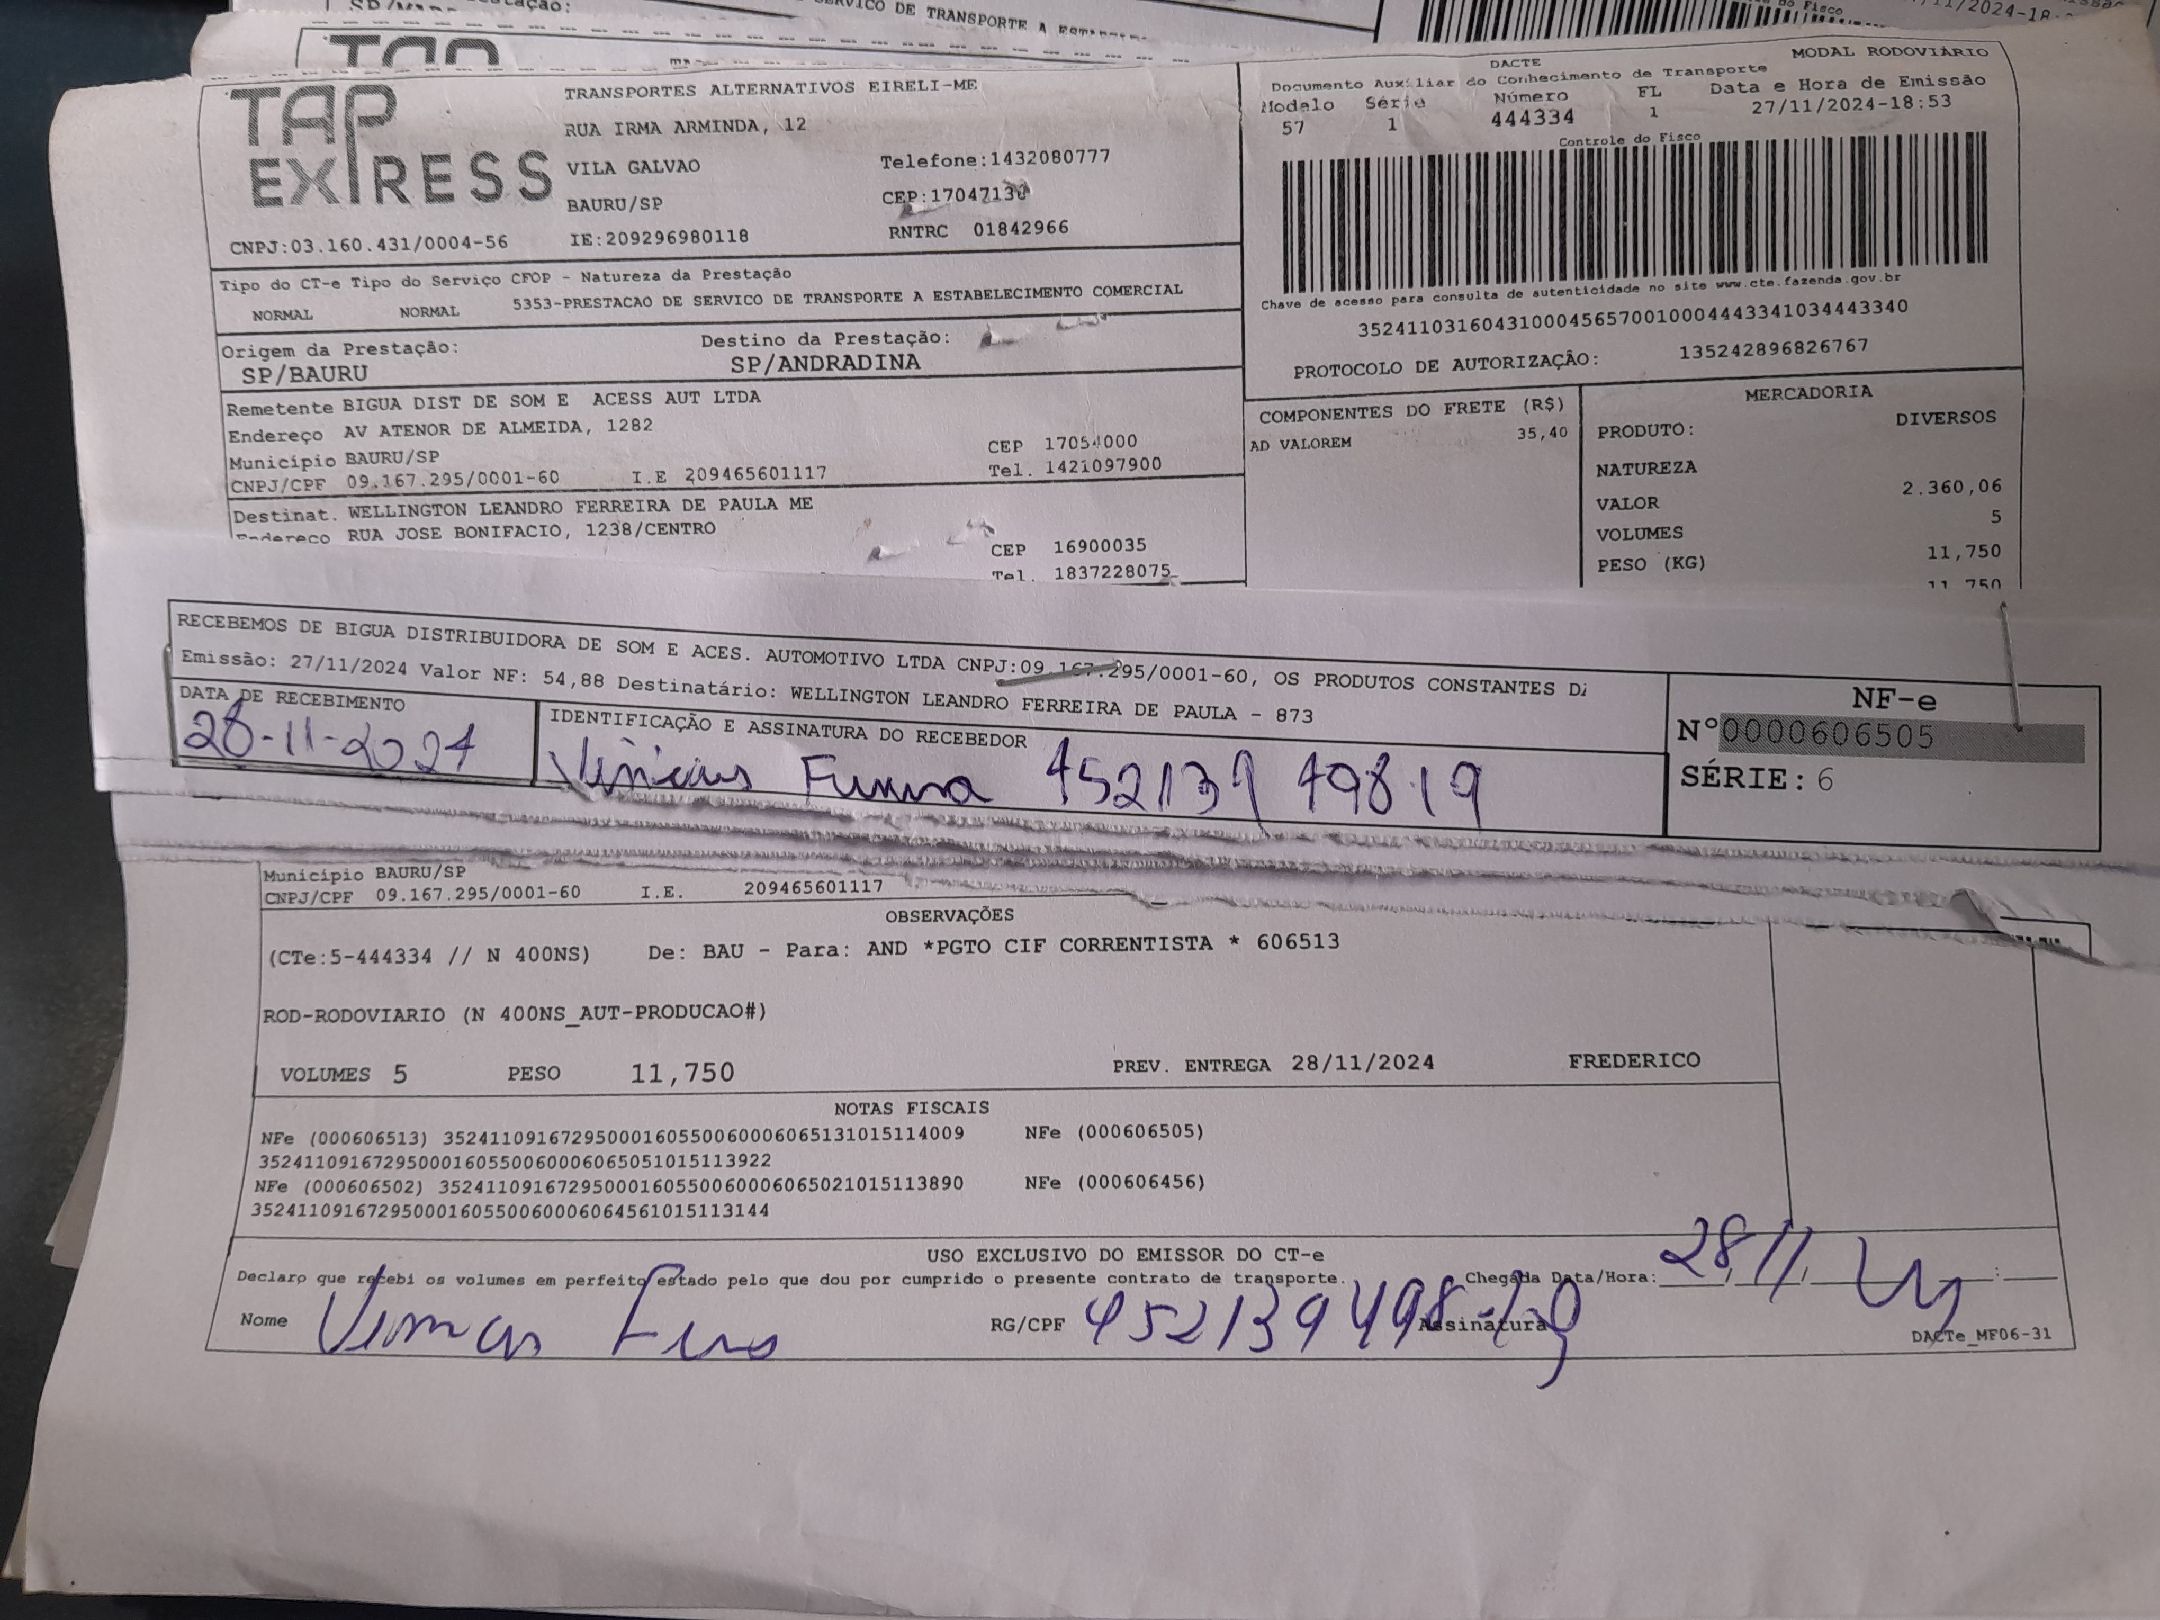 SERVICO DE TRANSPORTE A
TAP EXPRESS
TRANSPORTES ALTERNATIVOS EIRELI-ME
RUA IRMA ARMINDA, 12
VILA GALVAO Telefone:1432080777
BAURU/SP
CNPJ:03.160.431/0004-56 IE:209296980118 RNTRC 01842966
DACTE MODAL RODOVIÁRIO
Documento Auxiliar do Conhecimento de Transporte
Modelo Série Número FL Data e Hora de Emissão
57 1 444334 1 27/11/2024-18:53
Controle do Fisco
Chave de acesso para consulta de autenticidade no site www.cte.fazenda.gov.br
35241103160431000456570010004443341034443340
PROTOCOLO DE AUTORIZAÇÃO: 135242896826767
Tipo do CT-e Tipo do Serviço CFOP - Natureza da Prestação
NORMAL NORMAL 5353-PRESTACAO DE SERVICO DE TRANSPORTE A ESTABELECIMENTO COMERCIAL
Origem da Prestação: Destino da Prestação:
SP/BAURU SP/ANDRADINA
Remetente BIGUA DIST DE SOM E ACESS AUT LTDA
Endereço AV ATENOR DE ALMEIDA, 1282
Município BAURU/SP CEP 17054000
CNPJ/CPF 09.167.295/0001-60 I.E 209465601117 Tel. 1421097900
Destinat. WELLINGTON LEANDRO FERREIRA DE PAULA ME
Endereço RUA JOSE BONIFACIO, 1238/CENTRO
CEP 16900035
Tel. 1837228075
COMPONENTES DO FRETE (R$)
AD VALOREM 35,40
MERCADORIA
PRODUTO: DIVERSOS
NATUREZA
VALOR 2.360,06
VOLUMES 5
PESO (KG) 11,750
11,750
RECEBEMOS DE BIGUA DISTRIBUIDORA DE SOM E ACES. AUTOMOTIVO LTDA CNPJ:09.167.295/0001-60, OS PRODUTOS CONSTANTES DA
Emissão: 27/11/2024 Valor NF: 54,88 Destinatário: WELLINGTON LEANDRO FERREIRA DE PAULA - 873
DATA DE RECEBIMENTO IDENTIFICAÇÃO E ASSINATURA DO RECEBEDOR
28-11-2024 Vinicius
NF-e
Nº0000606505
SÉRIE: 6
Município BAURU/SP
CNPJ/CPF 09.167.295/0001-60 I.E. 209465601117
OBSERVAÇÕES
(CTe:5-444334 // N 400NS) De: BAU - Para: AND *PGTO CIF CORRENTISTA * 606513
ROD-RODOVIARIO (N 400NS_AUT-PRODUCAO#)
VOLUMES 5 PESO 11,750 PREV. ENTREGA 28/11/2024 FREDERICO
NOTAS FISCAIS
NFe (000606513) 35241109167295000160550060006065131015114009 NFe (000606505)
35241109167295000160550060006065051015113922
NFe (000606502) 35241109167295000160550060006065021015113890 NFe (000606456)
35241109167295000160550060006064561015113144
USO EXCLUSIVO DO EMISSOR DO CT-e
Declaro que recebi os volumes em perfeito estado pelo que dou por cumprido o presente contrato de transporte. Chegada Data/Hora: 28 11
Nome RG/CPF Assinatura
DACTe_MF06-31